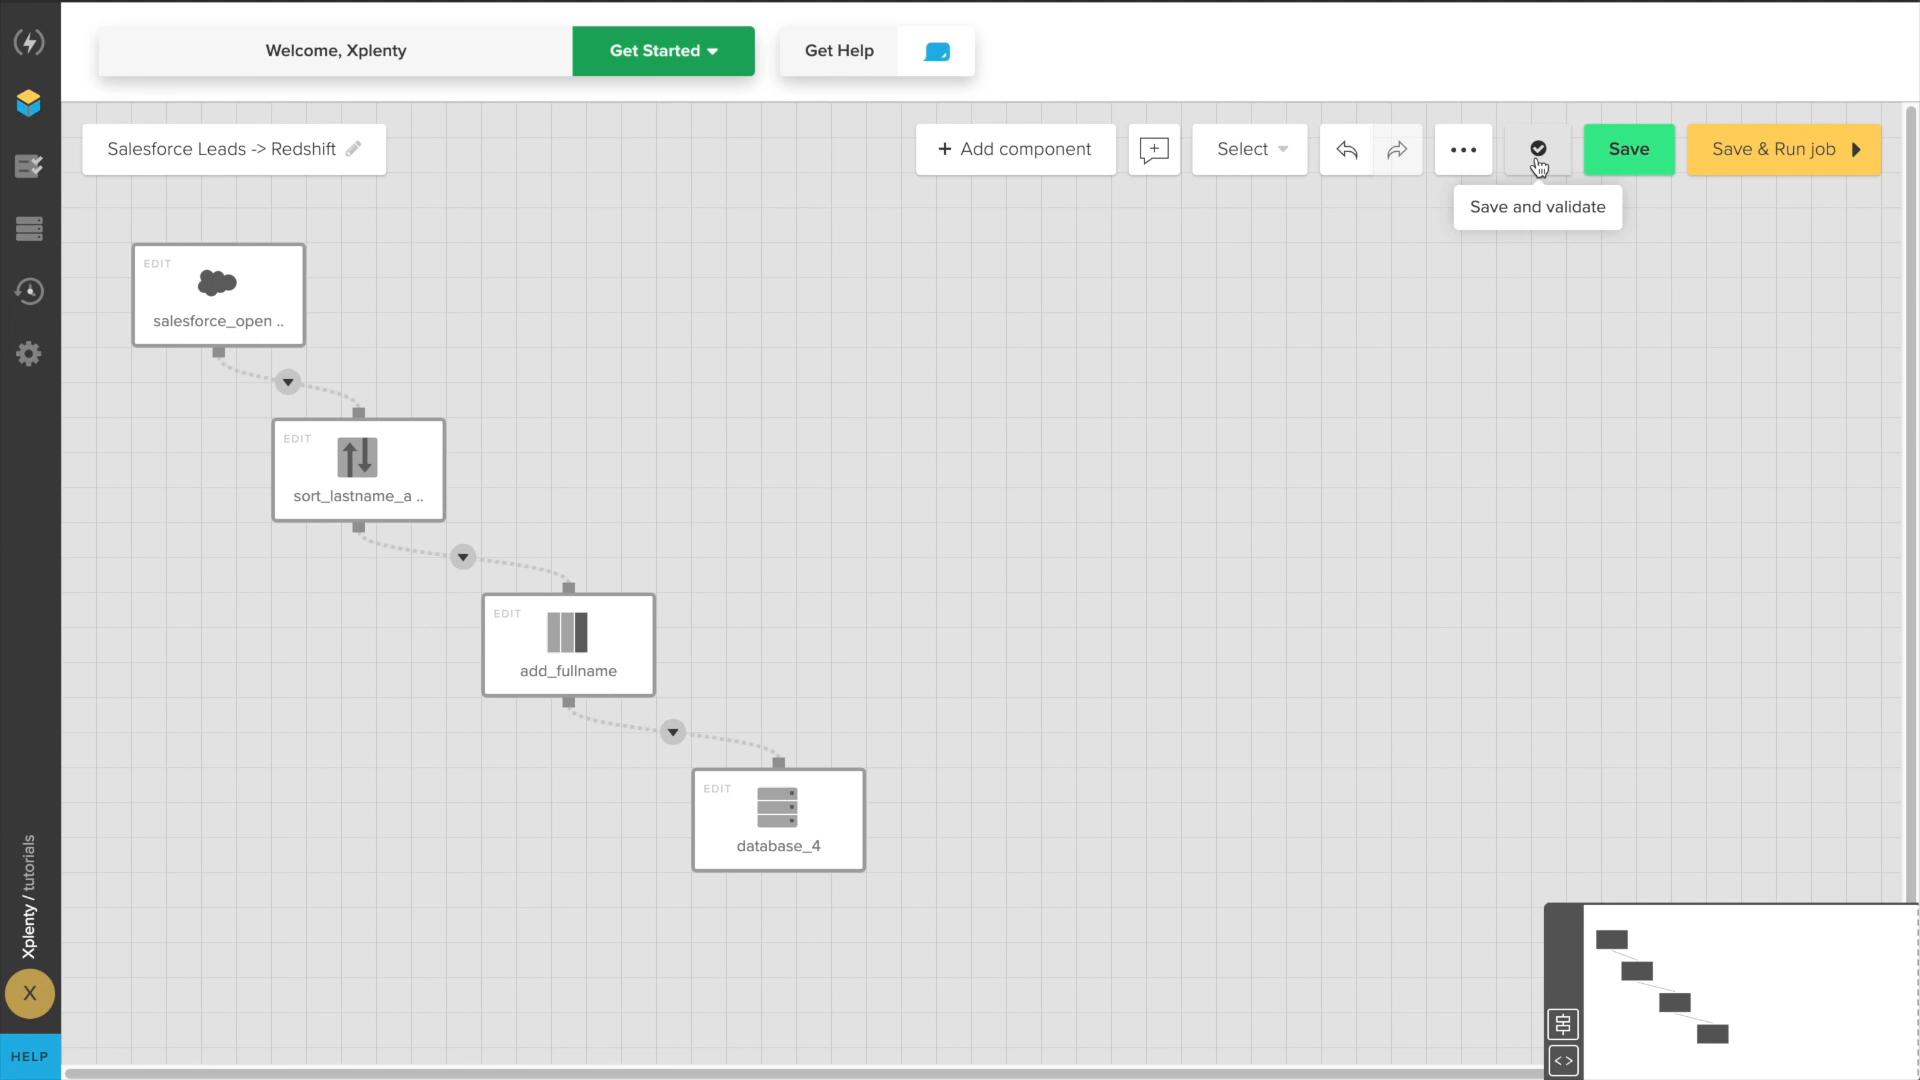 Welcome, Xplenty
Get Started
Get Help
Salesforce Leads -> Redshift
+ Add component
Select
Save
Save & Run job
Save and validate
EDIT
salesforce_open ..
EDIT
sort_lastname_a ..
EDIT
add_fullname
EDIT
database_4
Xplenty / tutorials
X
HELP